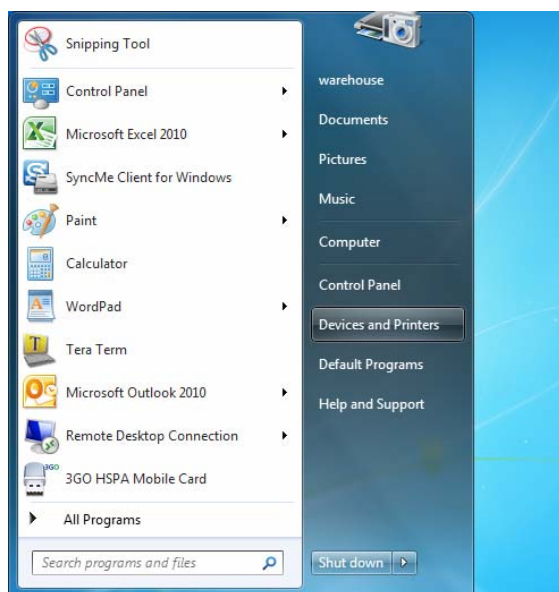 Snipping Tool
Control Panel
Microsoft Excel 2010
SyncMe Client for Windows
Paint
Calculator
WordPad
Tera Term
Microsoft Outlook 2010
Remote Desktop Connection
3GO
3GO HSPA Mobile Card
All Programs
Search programs and files
warehouse
Documents
Pictures
Music
Computer
Control Panel
Devices and Printers
Default Programs
Help and Support
Shut down